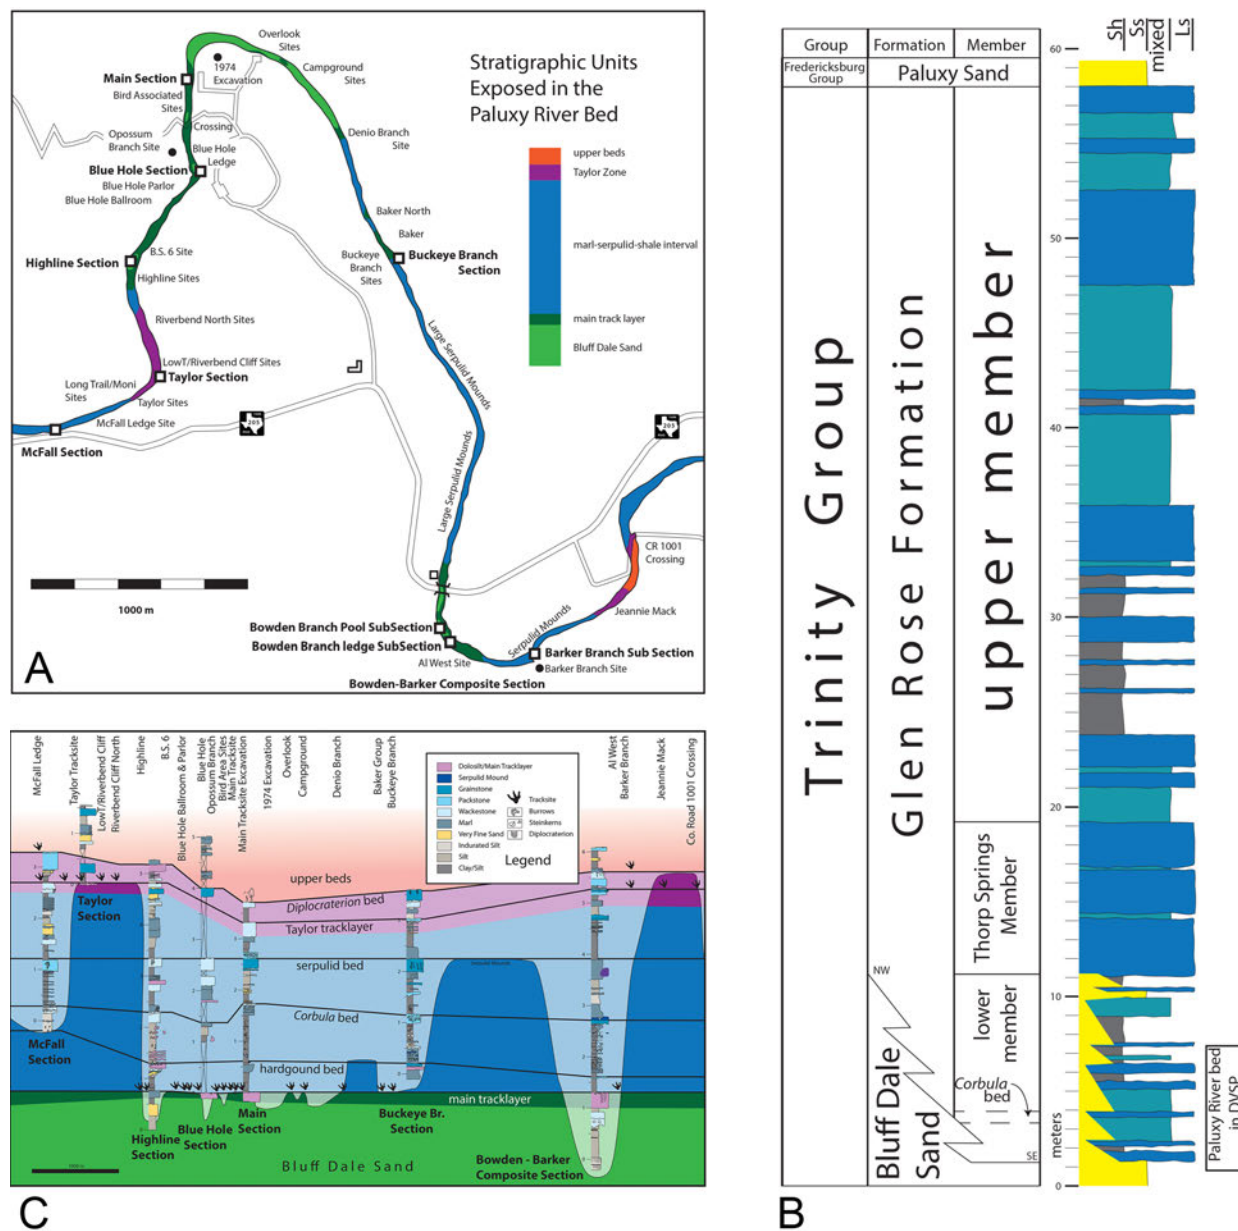 Overlook
Sites
1974
Excavation
Campground
Sites
Main Section
Bird Associated
Sites
Crossing
Opossum
Branch Site
Blue Hole
Ledge
Denio Branch
Site
Blue Hole Section
Blue Hole Parlor
Blue Hole Ballroom
Baker North
Baker
B.S. 6 Site
Highline Section
Highline Sites
Buckeye
Branch
Sites
Buckeye Branch
Section
Riverbend North Sites
Large Serpulid Mounds
LowT/Riverbend Cliff Sites
Taylor Section
Long Trail/Moni
Sites
Taylor Sites
McFall Ledge Site
McFall Section
205
205
Large Serpulid Mounds
CR 1001
Crossing
1000 m
Jeannie Mack
Serpulid Mounds
Bowden Branch Pool SubSection
Bowden Branch ledge SubSection
Al West Site
Barker Branch Sub Section
Barker Branch Site
Bowden-Barker Composite Section
Stratigraphic Units
Exposed in the
Paluxy River Bed
upper beds
Taylor Zone
marl-serpulid-shale interval
main track layer
Bluff Dale Sand
A
Group
Formation
Member
Fredericksburg
Group
Paluxy Sand
Trinity Group
Glen Rose Formation
upper member
Thorp Springs
Member
lower
member
Corbula
bed
Bluff Dale
Sand
NW
SE
Sh
Ss
mixed
Ls
60
50
40
30
20
10
0
meters
Paluxy River bed
in DVSP
B
McFall Ledge
Taylor Tracksite
LowT/Riverbend Cliff
Riverbend Cliff North
Highline
B.S. 6
Blue Hole Ballroom & Parlor
Blue Hole
Opossum Branch
Bird Area Sites
Main Tracksite
Main Tracksite Excavation
1974 Excavation
Overlook
Campground
Denio Branch
Baker Group
Buckeye Branch
Al West
Barker Branch
Jeannie Mack
Co. Road 1001 Crossing
Dolosilt/Main Tracklayer
Serpulid Mound
Grainstone
Packstone
Wackestone
Marl
Very Fine Sand
Indurated Silt
Silt
Clay/Silt
Tracksite
Burrows
Steinkerns
Diplocraterion
Legend
upper beds
Diplocraterion bed
Taylor tracklayer
serpulid bed
Corbula bed
hardgound bed
main tracklayer
Taylor
Section
McFall
Section
Highline
Section
Blue Hole
Section
Main
Section
Buckeye Br.
Section
Bowden - Barker
Composite Section
Bluff Dale Sand
C